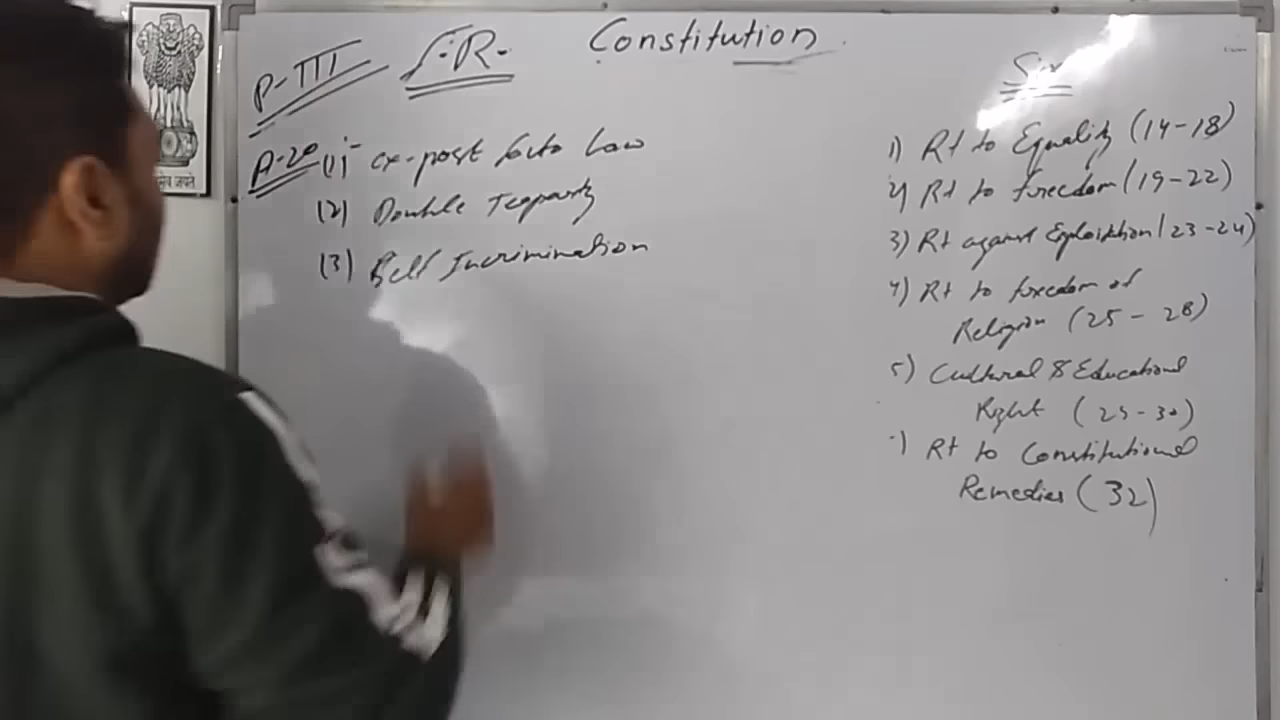 Constitution
P-III F.R.
Six
A-20 (1) ex-post facto Law
(2) Double Jeopardy
(3) Self Incrimination
1) Rt to Equality (14-18)
2) Rt to freedom (19-22)
3) Rt against Exploitation (23-24)
4) Rt to freedom of
Religion (25-28)
5) Cultural & Educational
Right (29-30)
) Rt to Constitutional
Remedies (32)